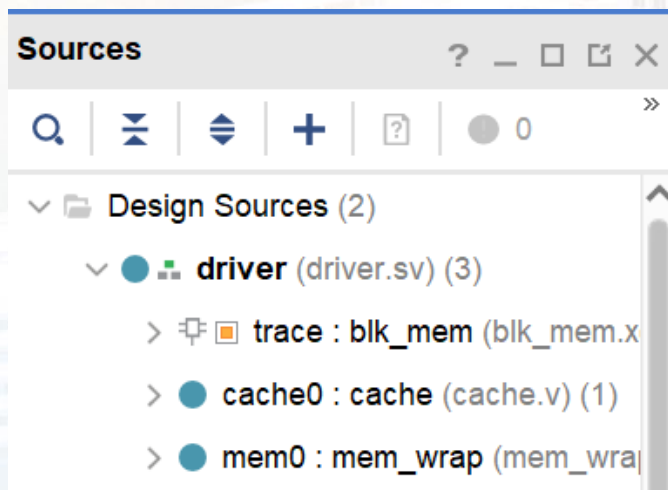 Sources
? 0
»
Design Sources (2)
driver (driver.sv) (3)
trace : blk_mem (blk_mem.x
cache0 : cache (cache.v) (1)
mem0 : mem_wrap (mem_wra